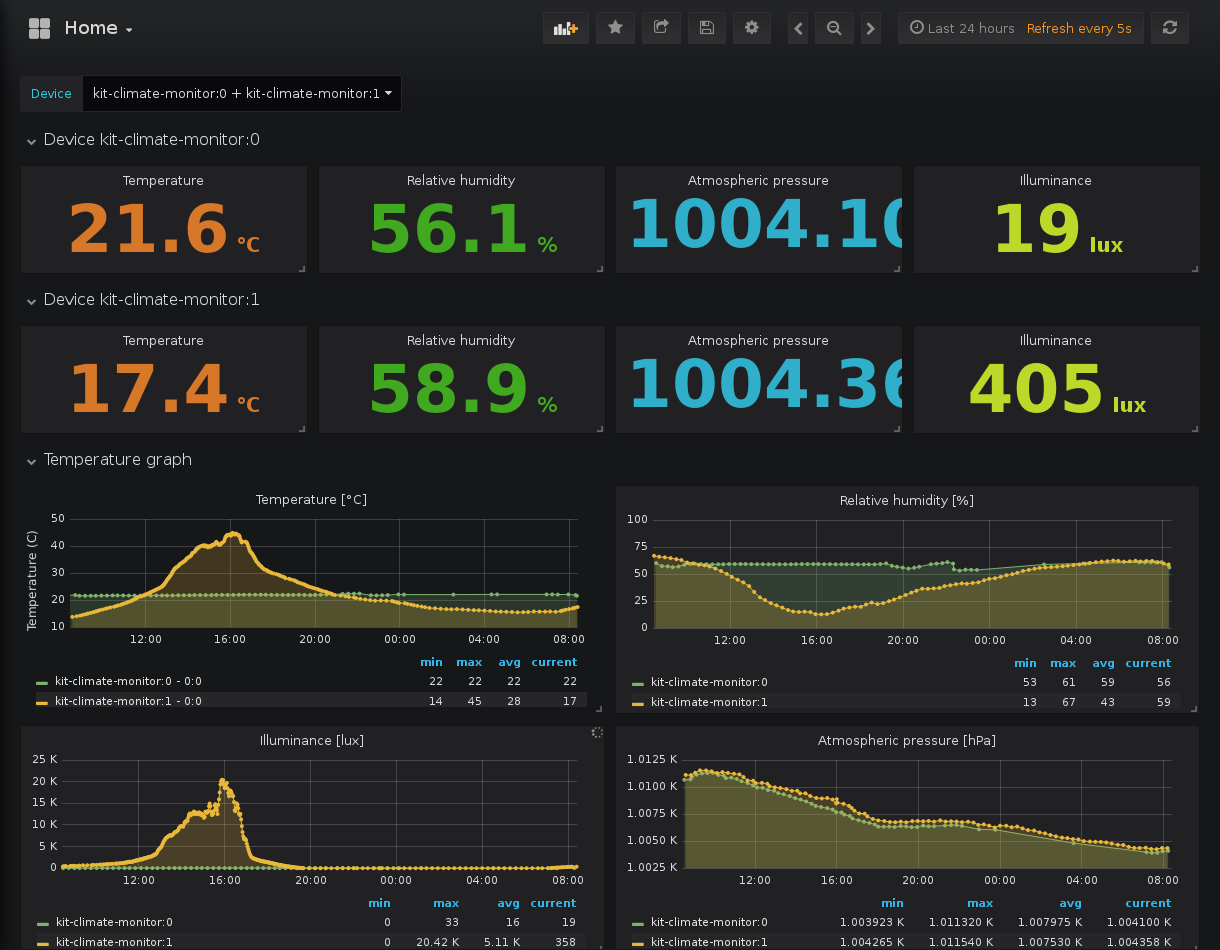 Home
Last 24 hours Refresh every 5s
Device kit-climate-monitor:0 + kit-climate-monitor:1
Device kit-climate-monitor:0
Temperature Relative humidity Atmospheric pressure Illuminance
21.6 °C 56.1 % 1004.10 19 lux
Device kit-climate-monitor:1
Temperature Relative humidity Atmospheric pressure Illuminance
17.4 °C 58.9 % 1004.36 405 lux
Temperature graph
Temperature [°C]
Temperature (C)
50
40
30
20
10
12:00 16:00 20:00 00:00 04:00 08:00
min max avg current
kit-climate-monitor:0 - 0:0 22 22 22 22
kit-climate-monitor:1 - 0:0 14 45 28 17
Relative humidity [%]
100
75
50
25
0
12:00 16:00 20:00 00:00 04:00 08:00
min max avg current
kit-climate-monitor:0 53 61 59 56
kit-climate-monitor:1 13 67 43 59
Illuminance [lux]
25 K
20 K
15 K
10 K
5 K
0
12:00 16:00 20:00 00:00 04:00 08:00
min max avg current
kit-climate-monitor:0 0 33 16 19
kit-climate-monitor:1 0 20.42 K 5.11 K 358
Atmospheric pressure [hPa]
1.0125 K
1.0100 K
1.0075 K
1.0050 K
1.0025 K
12:00 16:00 20:00 00:00 04:00 08:00
min max avg current
kit-climate-monitor:0 1.003923 K 1.011320 K 1.007975 K 1.004100 K
kit-climate-monitor:1 1.004265 K 1.011540 K 1.007530 K 1.004358 K